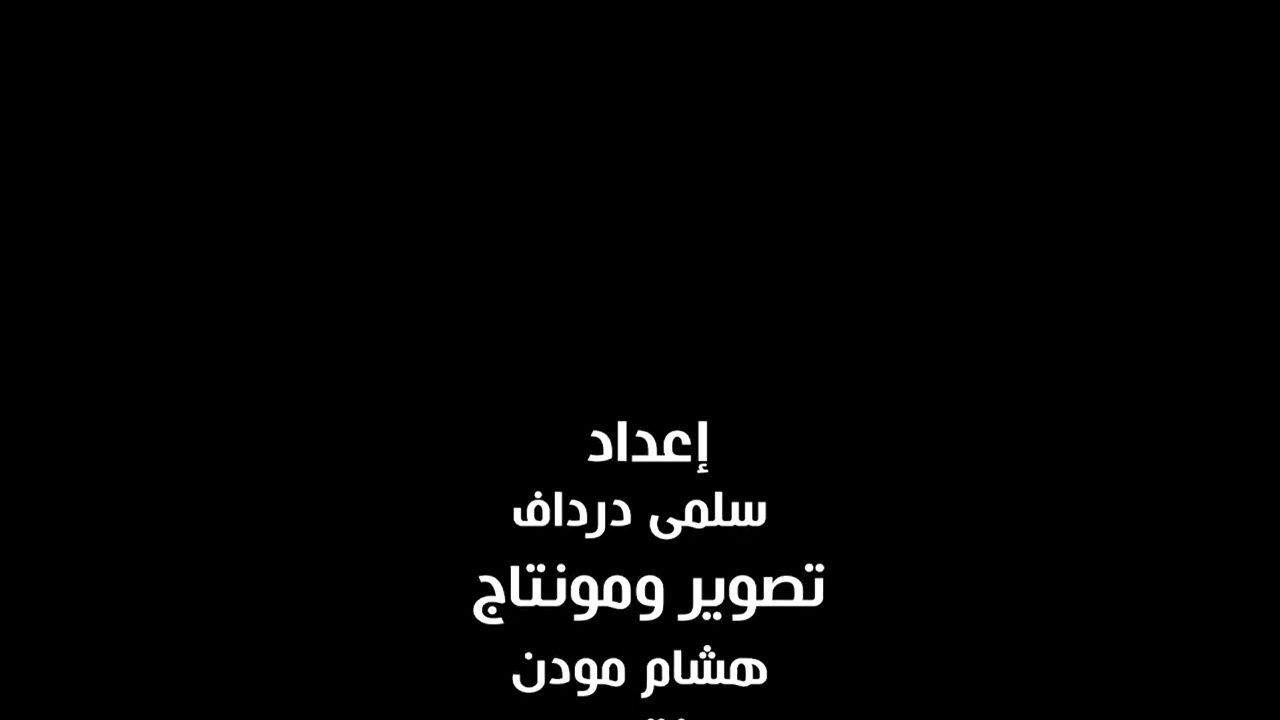 إعداد
سلمى درداف
تصوير ومونتاج
هشام مودن